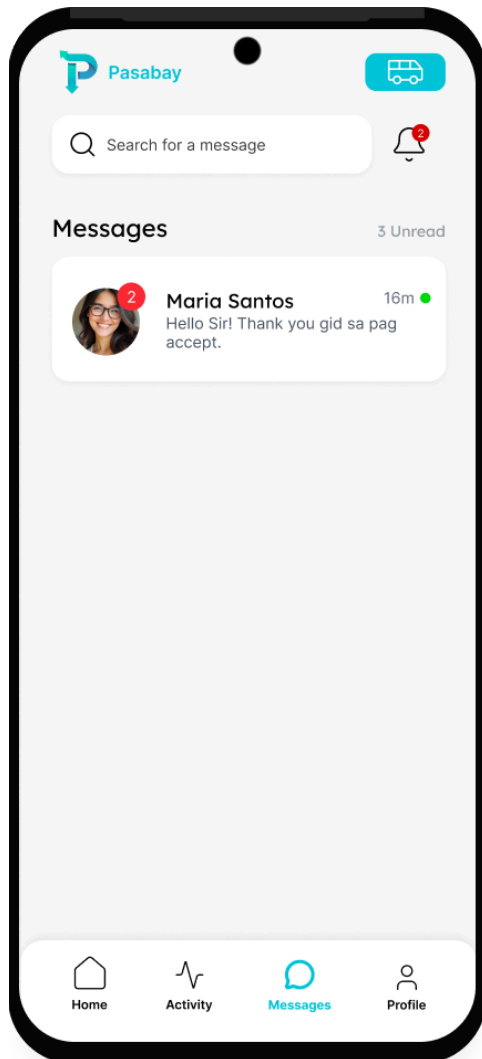 Pasabay
Search for a message
2
Messages
3 Unread
2
Maria Santos
16m
Hello Sir! Thank you gid sa pag
accept.
Home
Activity
Messages
Profile